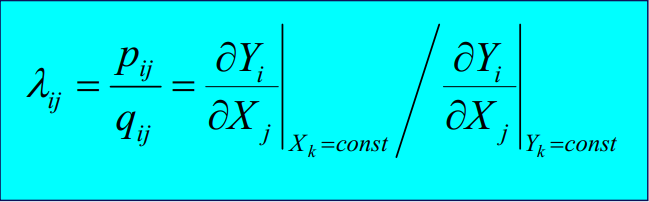 λ_ij = p_ij / q_ij = ∂Y_i / ∂X_j |_{X_k=const} / ∂Y_i / ∂X_j |_{Y_k=const}